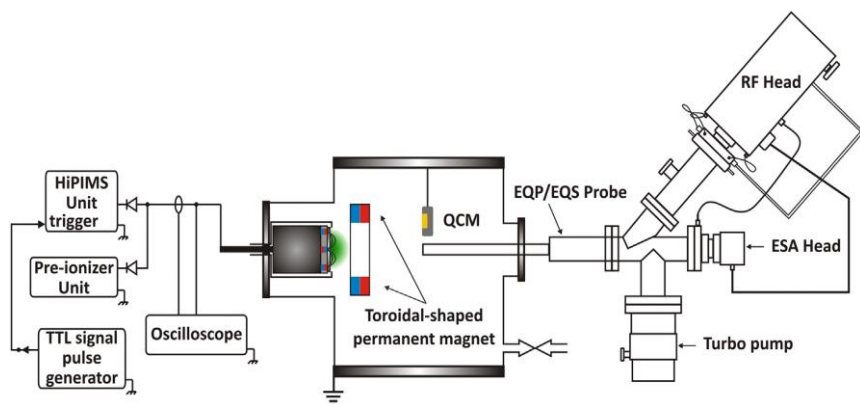 HiPIMS
Unit
trigger
Pre-ionizer
Unit
TTL signal
pulse
generator
Oscilloscope
QCM
Toroidal-shaped
permanent magnet
EQP/EQS Probe
RF Head
ESA Head
Turbo pump